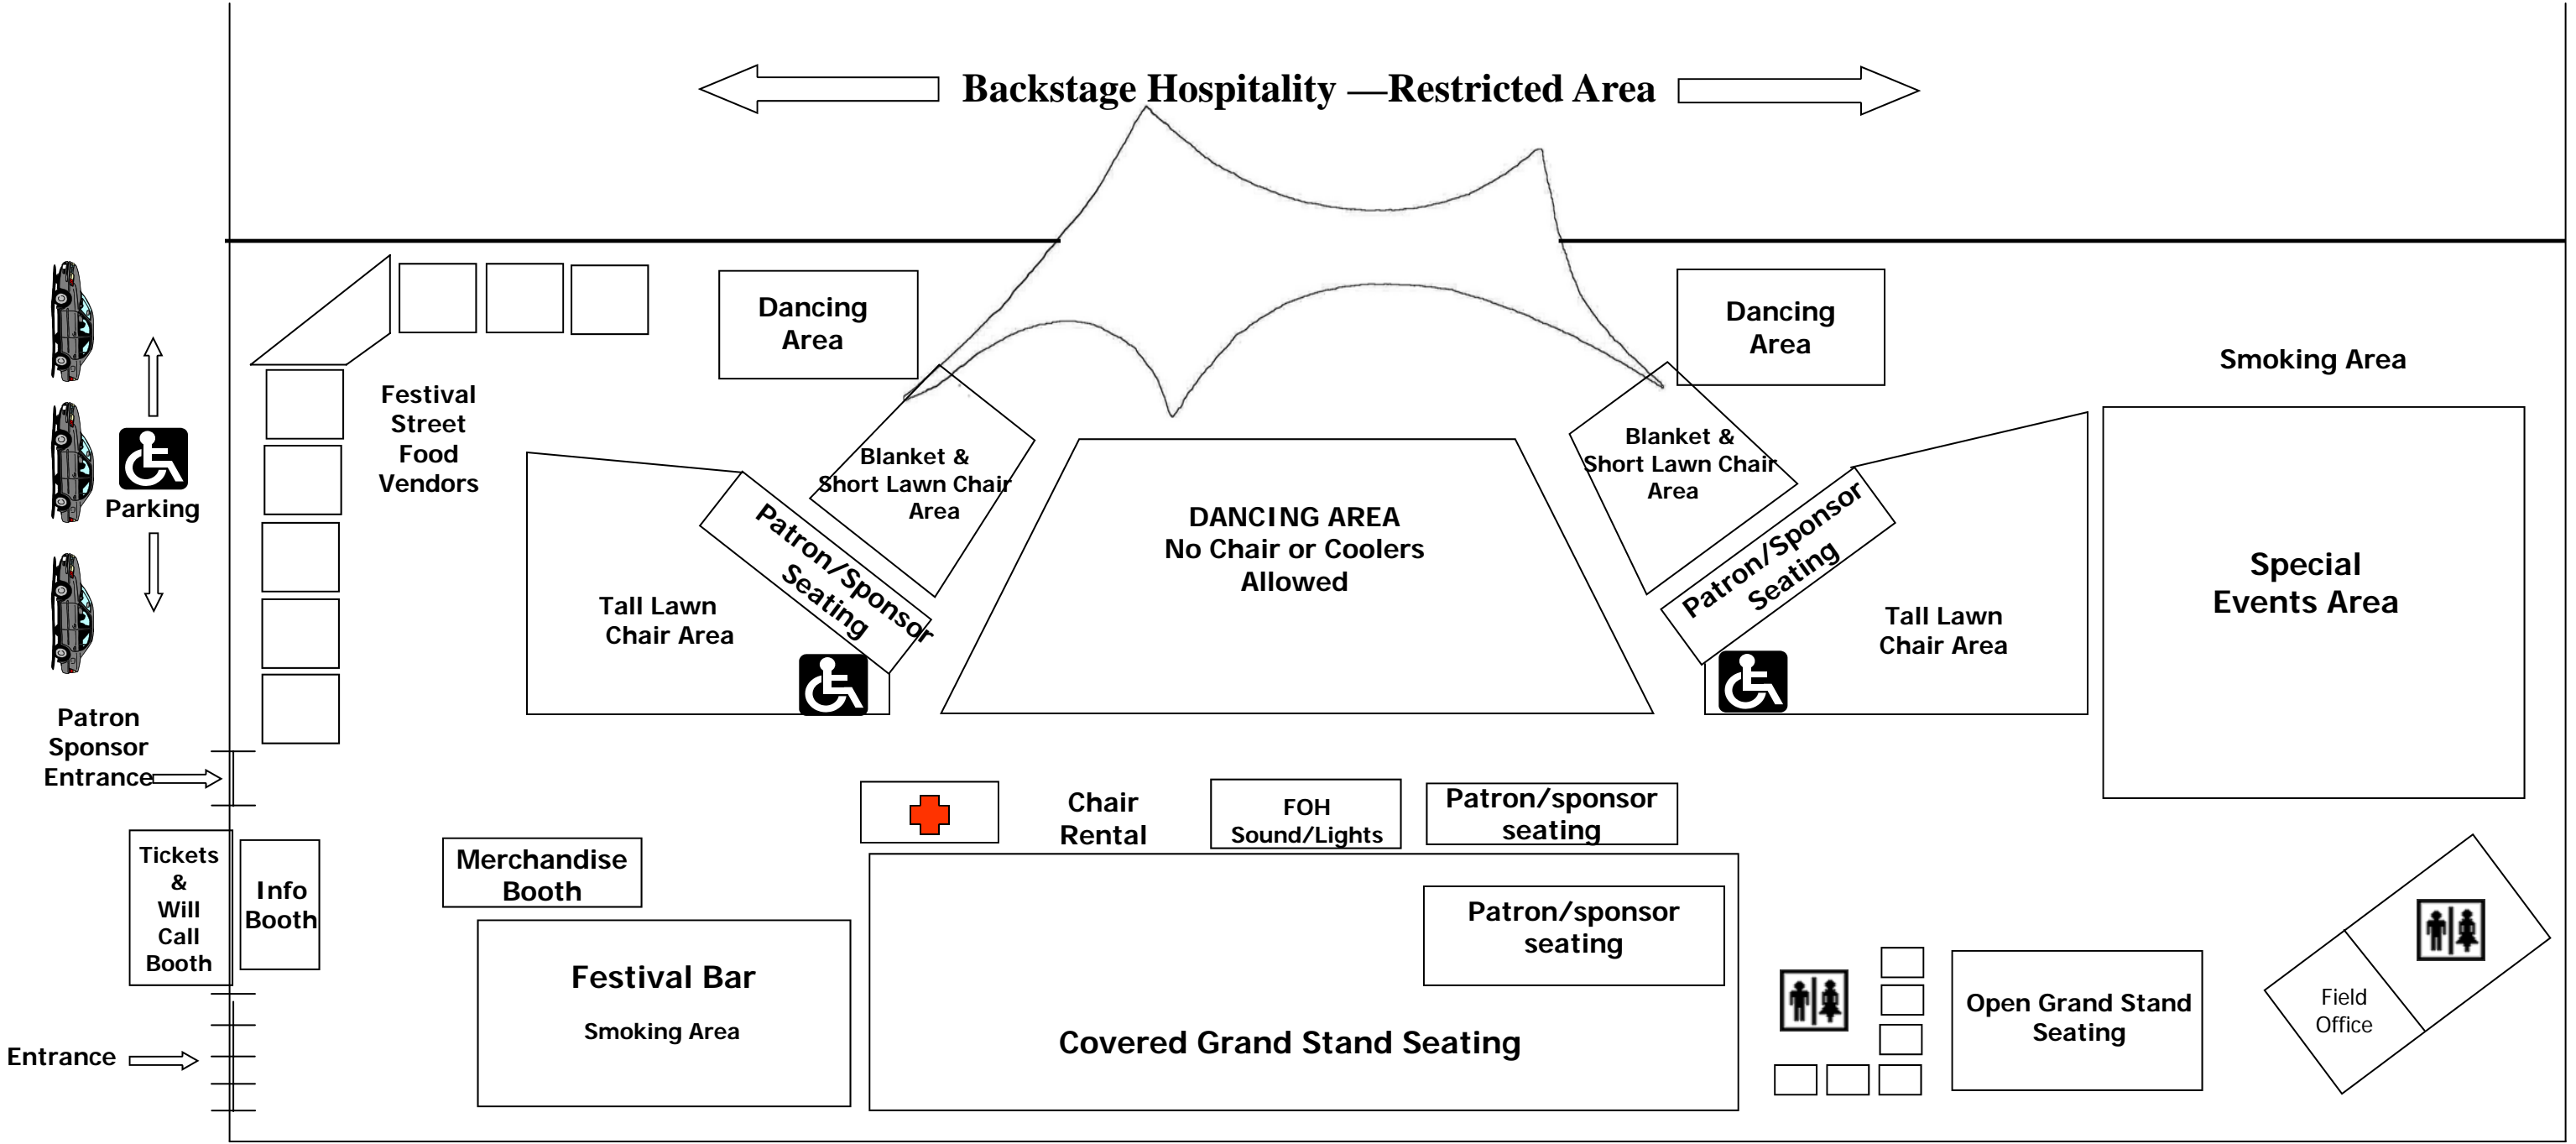 Backstage Hospitality —Restricted Area
Dancing
Area
Dancing
Area
Smoking Area
Festival
Street
Food
Vendors
Parking
Blanket &
Short Lawn Chair
Area
Blanket &
Short Lawn Chair
Area
Patron/Sponsor
Seating
DANCING AREA
No Chair or Coolers
Allowed
Patron/Sponsor
Seating
Special
Events Area
Tall Lawn
Chair Area
Tall Lawn
Chair Area
Patron
Sponsor
Entrance
Chair
Rental
FOH
Sound/Lights
Patron/sponsor
seating
Tickets
&
Will
Call
Booth
Info
Booth
Merchandise
Booth
Patron/sponsor
seating
Festival Bar
Smoking Area
Covered Grand Stand Seating
Open Grand Stand
Seating
Field
Office
Entrance